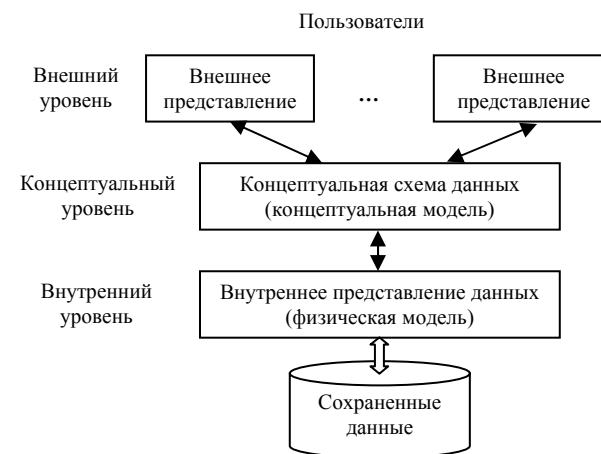 Пользователи
Внешний
уровень
Внешнее
представление
...
Внешнее
представление
Концептуальный
уровень
Концептуальная схема данных
(концептуальная модель)
Внутренний
уровень
Внутреннее представление данных
(физическая модель)
Сохраненные
данные